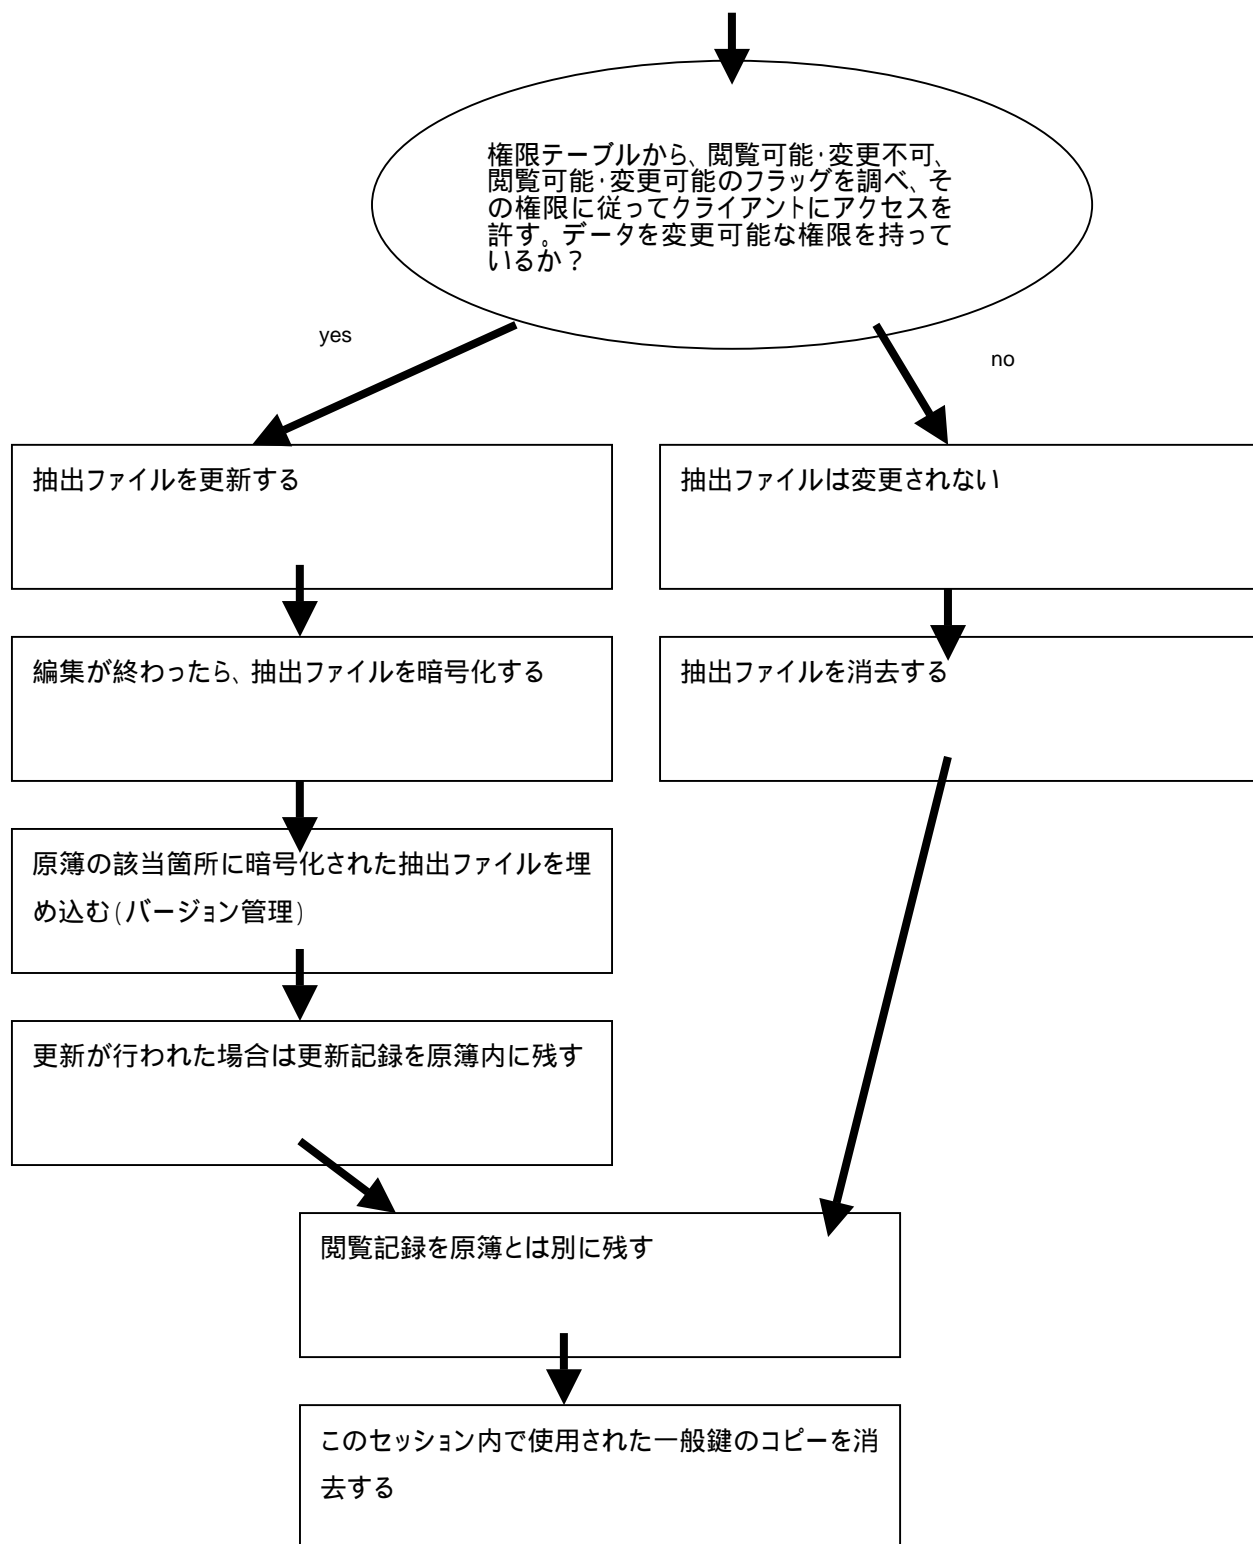 権限テーブルから、閲覧可能・変更不可、
閲覧可能・変更可能のフラッグを調べ、そ
の権限に従ってクライアントにアクセスを
許す。データを変更可能な権限を持って
いるか？
yes
no
抽出ファイルを更新する
抽出ファイルは変更されない
編集が終わったら、抽出ファイルを暗号化する
抽出ファイルを消去する
原簿の該当箇所に暗号化された抽出ファイルを埋
め込む（バージョン管理）
更新が行われた場合は更新記録を原簿内に残す
閲覧記録を原簿とは別に残す
このセッション内で使用された一般鍵のコピーを消
去する